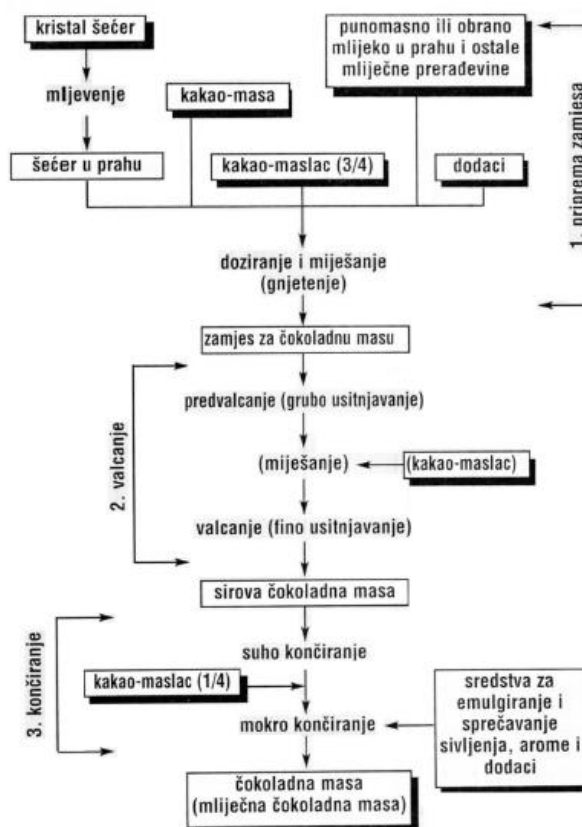 kristal šećer
mljevenje
šećer u prahu
kakao-masa
kakao-maslac (3/4)
punomasno ili obrano
mlijeko u prahu i ostale
mliječne prerađevine
dodaci
1. priprema zamjesa
doziranje i miješanje
(gnjetenje)
zamjes za čokoladnu masu
2. valcanje
predvalcanje (grubo usitnjavanje)
(miješanje)
(kakao-maslac)
valcanje (fino usitnjavanje)
sirova čokoladna masa
3. končiranje
suho končiranje
kakao-maslac (1/4)
mokro končiranje
sredstva za
emulgiranje i
sprečavanje
sivljenja, arome i
dodaci
čokoladna masa
(mliječna čokoladna masa)